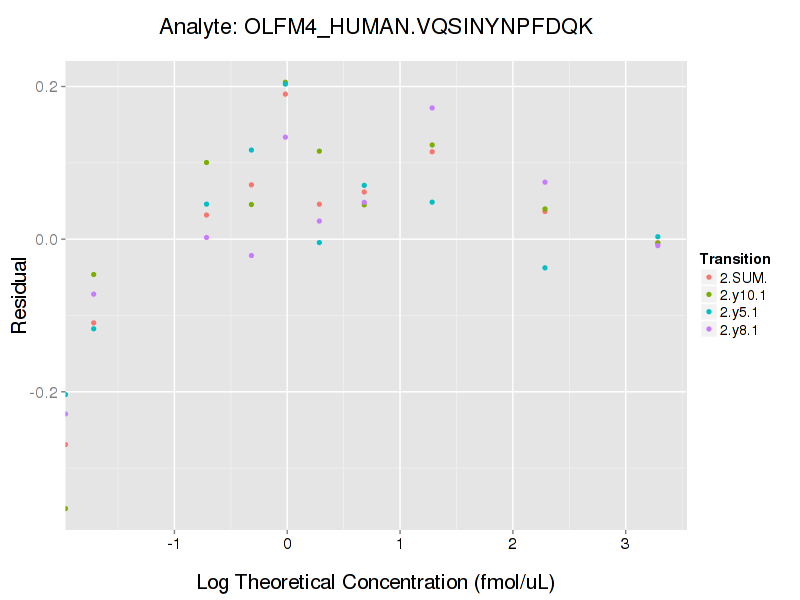 Analyte: OLFM4_HUMAN.VQSINYNPFDQK
Residual
0.2
0.0
-0.2
-1 0 1 2 3
Log Theoretical Concentration (fmol/uL)
Transition
2.SUM.
2.y10.1
2.y5.1
2.y8.1